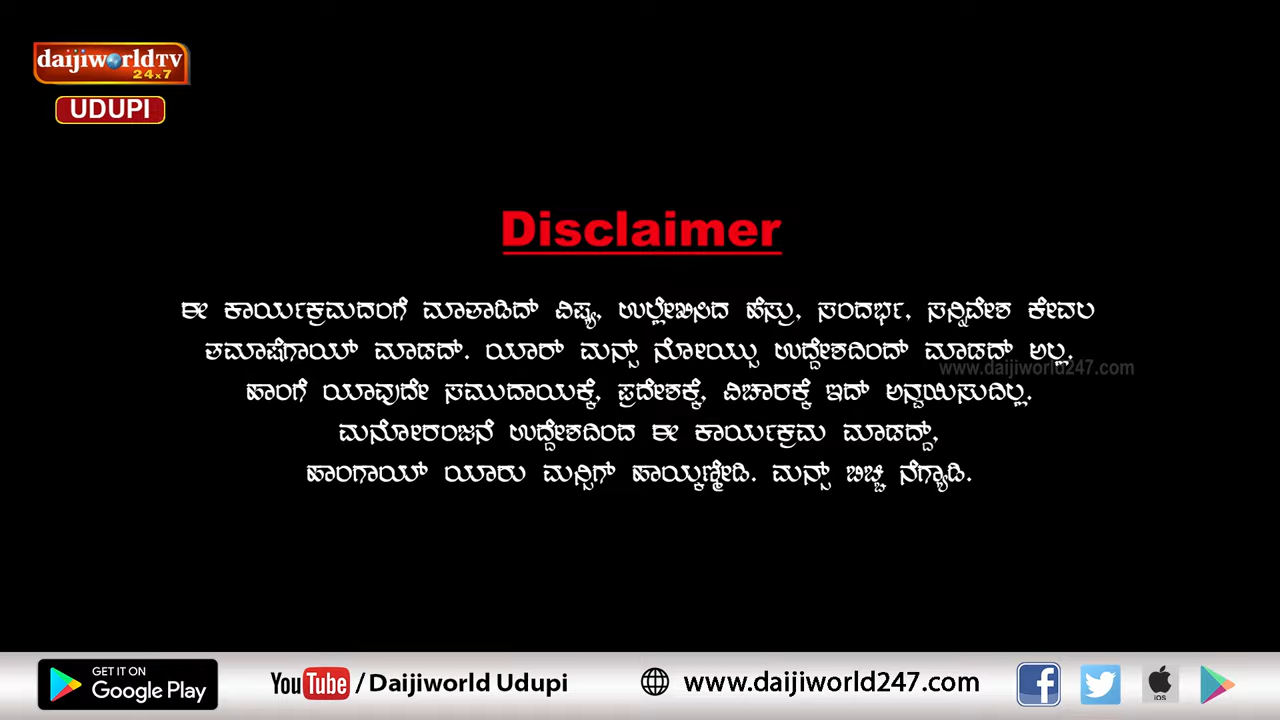 daijiworldTV
24x7
UDUPI
Disclaimer
ಈ ಕಾರ್ಯಕ್ರಮದಂಗೆ ಮಾತಾಡಿದ್ ವಿಷ್ಯ, ಉಲ್ಲೇಖಿಸಿದ ಹೆಸ್ರು, ಸಂದರ್ಭ, ಸನ್ನಿವೇಶ ಕೇವಲ
ತಮಾಷೆಗಾಯ್ ಮಾಡದ್. ಯಾರ್ ಮನ್ಸ್ ನೋಯ್ಸು ಉದ್ದೇಶದಿಂದ್ ಮಾಡದ್ ಅಲ್ಲ.
www.daijiworld247.com
ಹಾಂಗೆ ಯಾವುದೇ ಸಮುದಾಯಕ್ಕೆ, ಪ್ರದೇಶಕ್ಕೆ, ವಿಚಾರಕ್ಕೆ ಇದ್ ಅನ್ವಯಿಸುದಿಲ್ಲ.
ಮನೋರಂಜನೆ ಉದ್ದೇಶದಿಂದ ಈ ಕಾರ್ಯಕ್ರಮ ಮಾಡದ್ದ್,
ಹಾಂಗಾಯ್ ಯಾರು ಮನ್ಸಿಗ್ ಹಾಯ್ಕಣ್ಬೇಡಿ. ಮನ್ಸ್ ಬಿಚ್ಚಿ ನೆಗ್ಯಾಡಿ.
GET IT ON
Google Play
YouTube / Daijiworld Udupi
www.daijiworld247.com
iOS